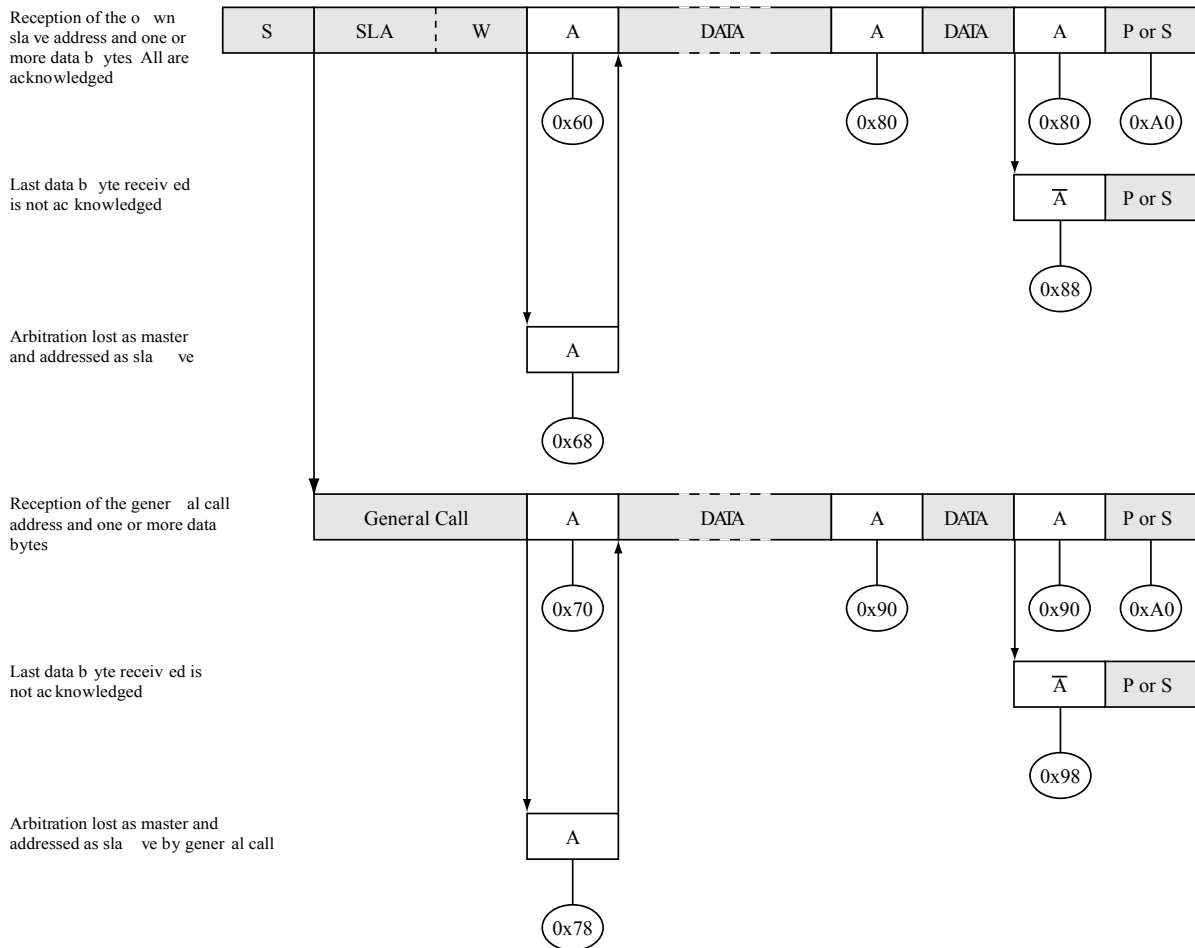 Reception of the o wn
sla ve address and one or
more data b ytes. All are
acknowledged
S SLA W A DATA A DATA A P or S
0x60 0x80 0x80 0xA0
Last data b yte receiv ed
is not ac knowledged
A P or S
0x88
Arbitration lost as master
and addressed as sla ve
A
0x68
Reception of the gener al call
address and one or more data
bytes
General Call A DATA A DATA A P or S
0x70 0x90 0x90 0xA0
Last data b yte receiv ed is
not ac knowledged
A P or S
0x98
Arbitration lost as master and
addressed as sla ve by gener al call
A
0x78